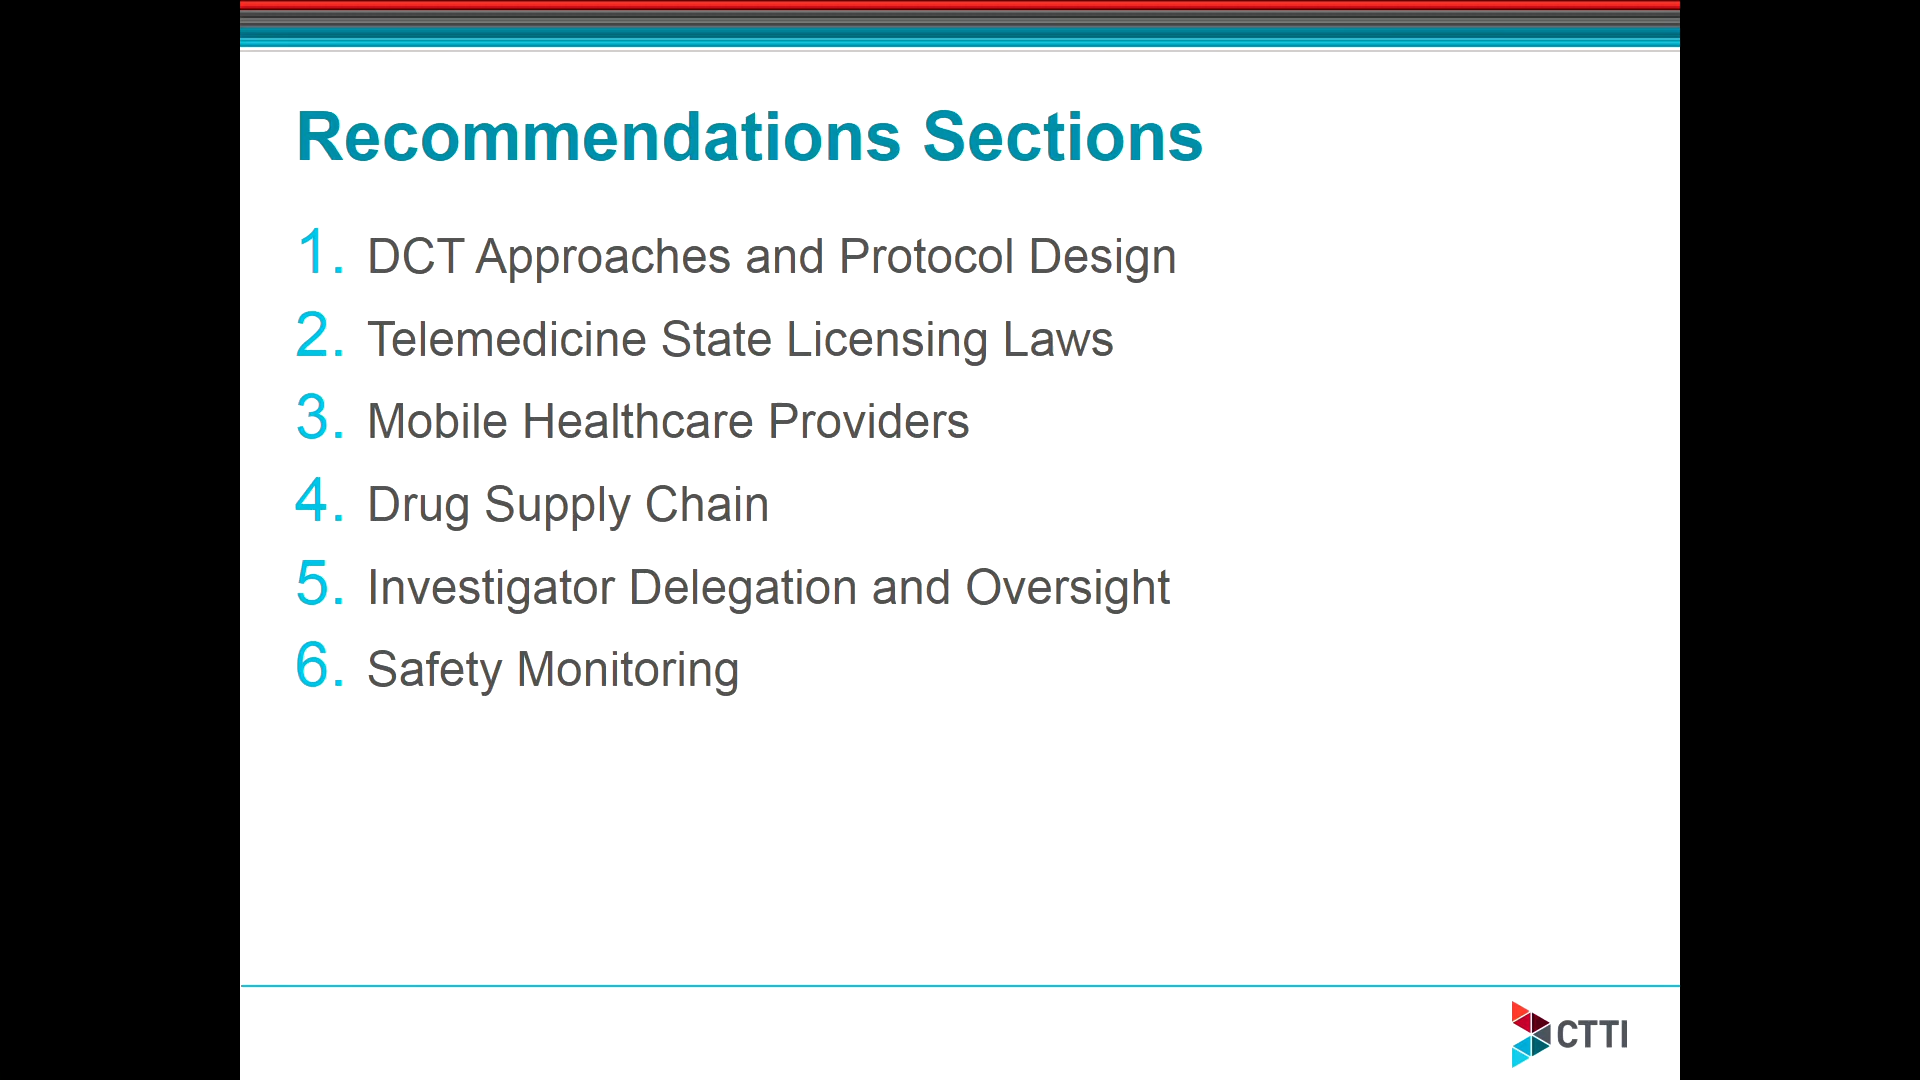 Recommendations Sections
1. DCT Approaches and Protocol Design
2. Telemedicine State Licensing Laws
3. Mobile Healthcare Providers
4. Drug Supply Chain
5. Investigator Delegation and Oversight
6. Safety Monitoring
CTTI